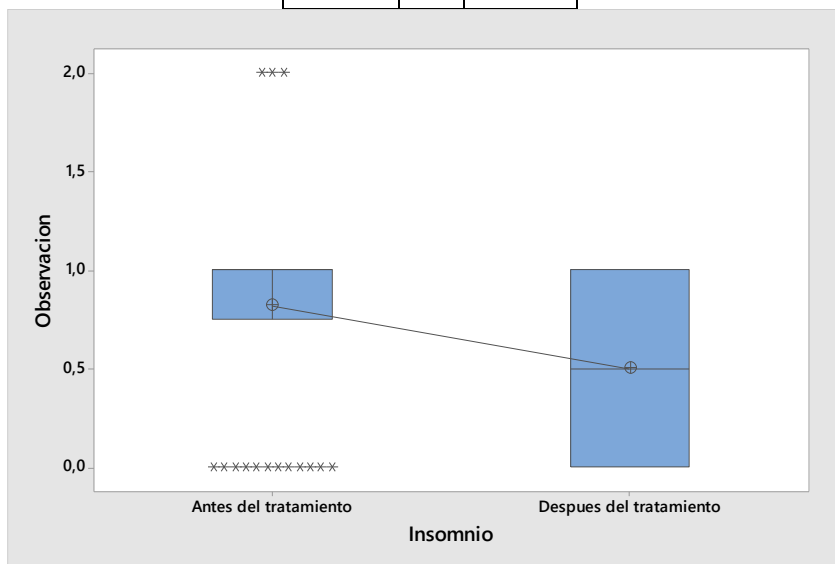 2,0
1,5
1,0
0,5
0,0
Observacion
Antes del tratamiento
Despues del tratamiento
Insomnio